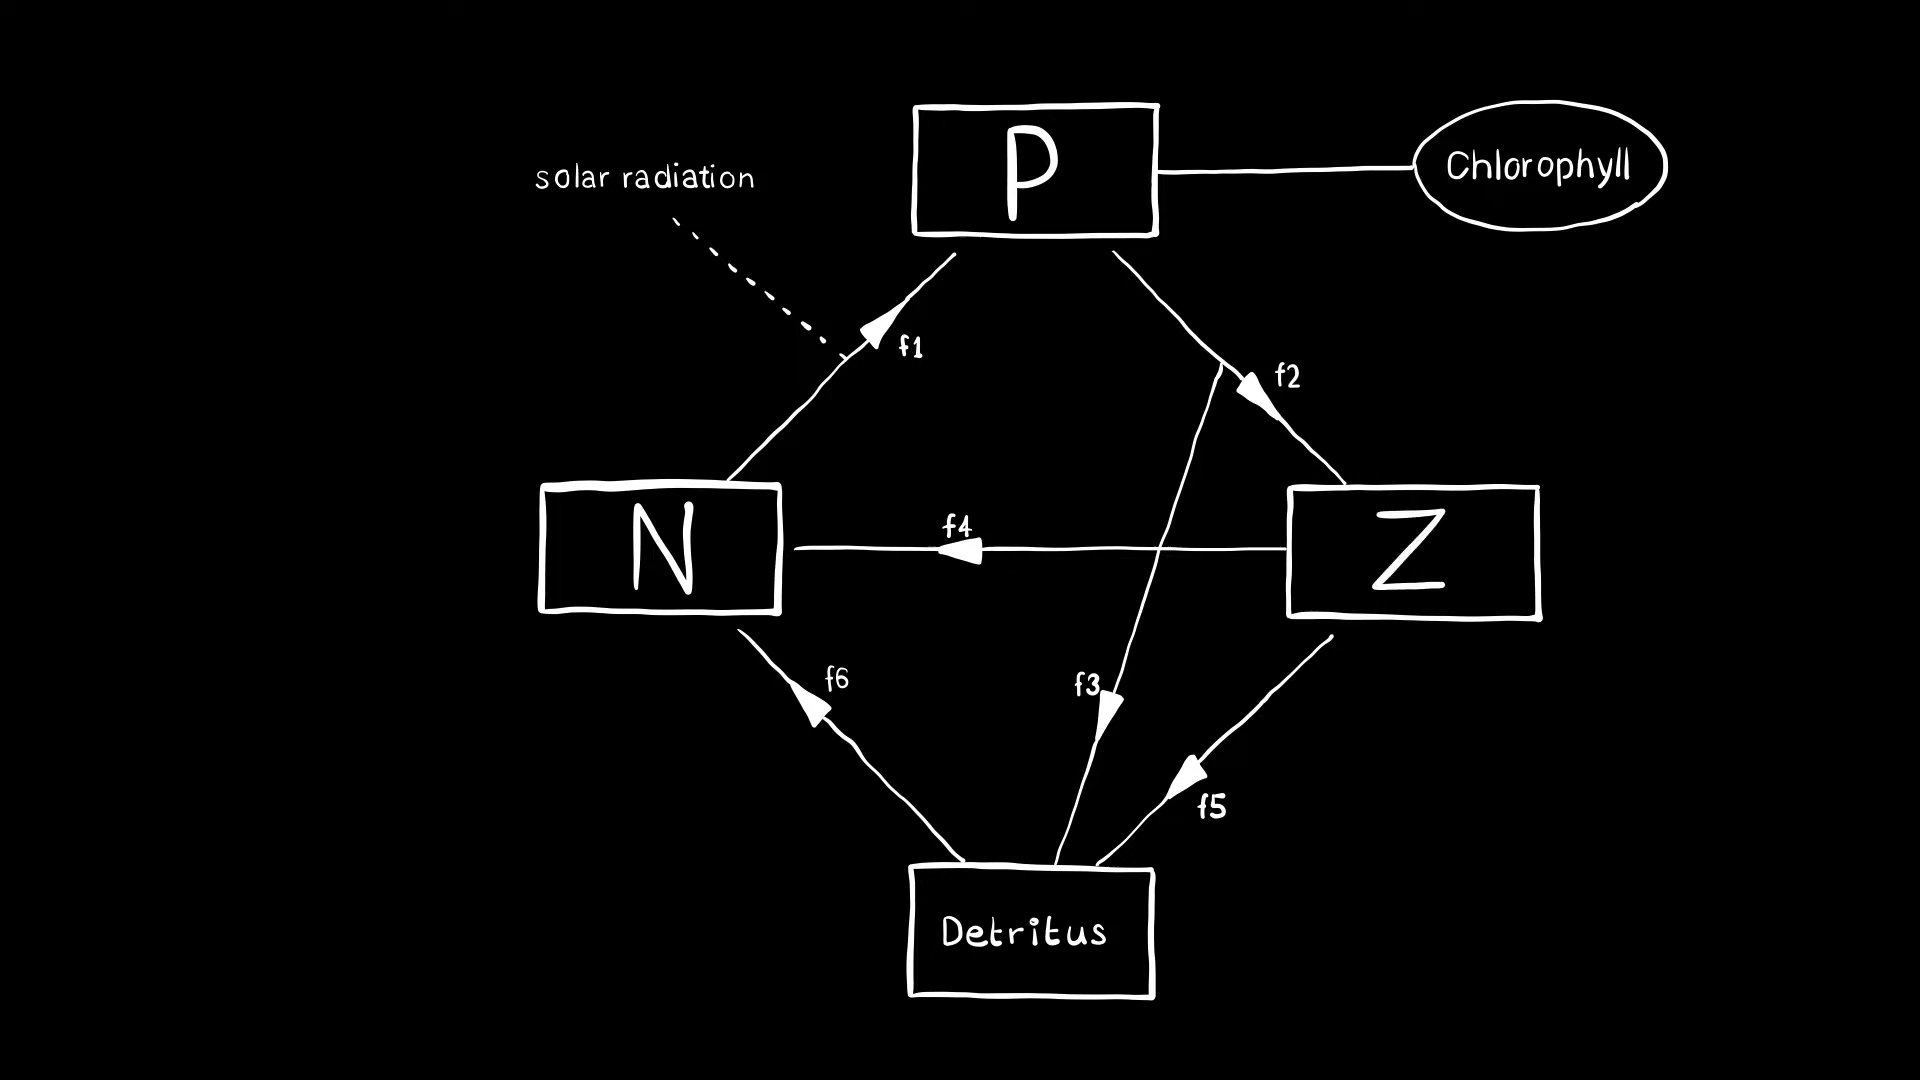 P
Chlorophyll
solar radiation
f1
f2
N
f4
Z
f6
f3
f5
Detritus